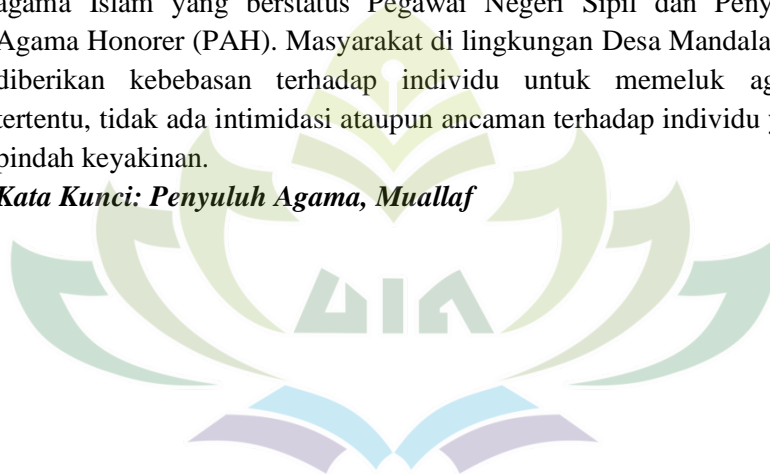 agama Islam yang berstatus Pegawai Negeri Sipil dan Peny
Agama Honorer (PAH). Masyarakat di lingkungan Desa Mandala
diberikan kebebasan terhadap individu untuk memeluk ag
tertentu, tidak ada intimidasi ataupun ancaman terhadap individu y
pindah keyakinan.
Kata Kunci: Penyuluh Agama, Muallaf